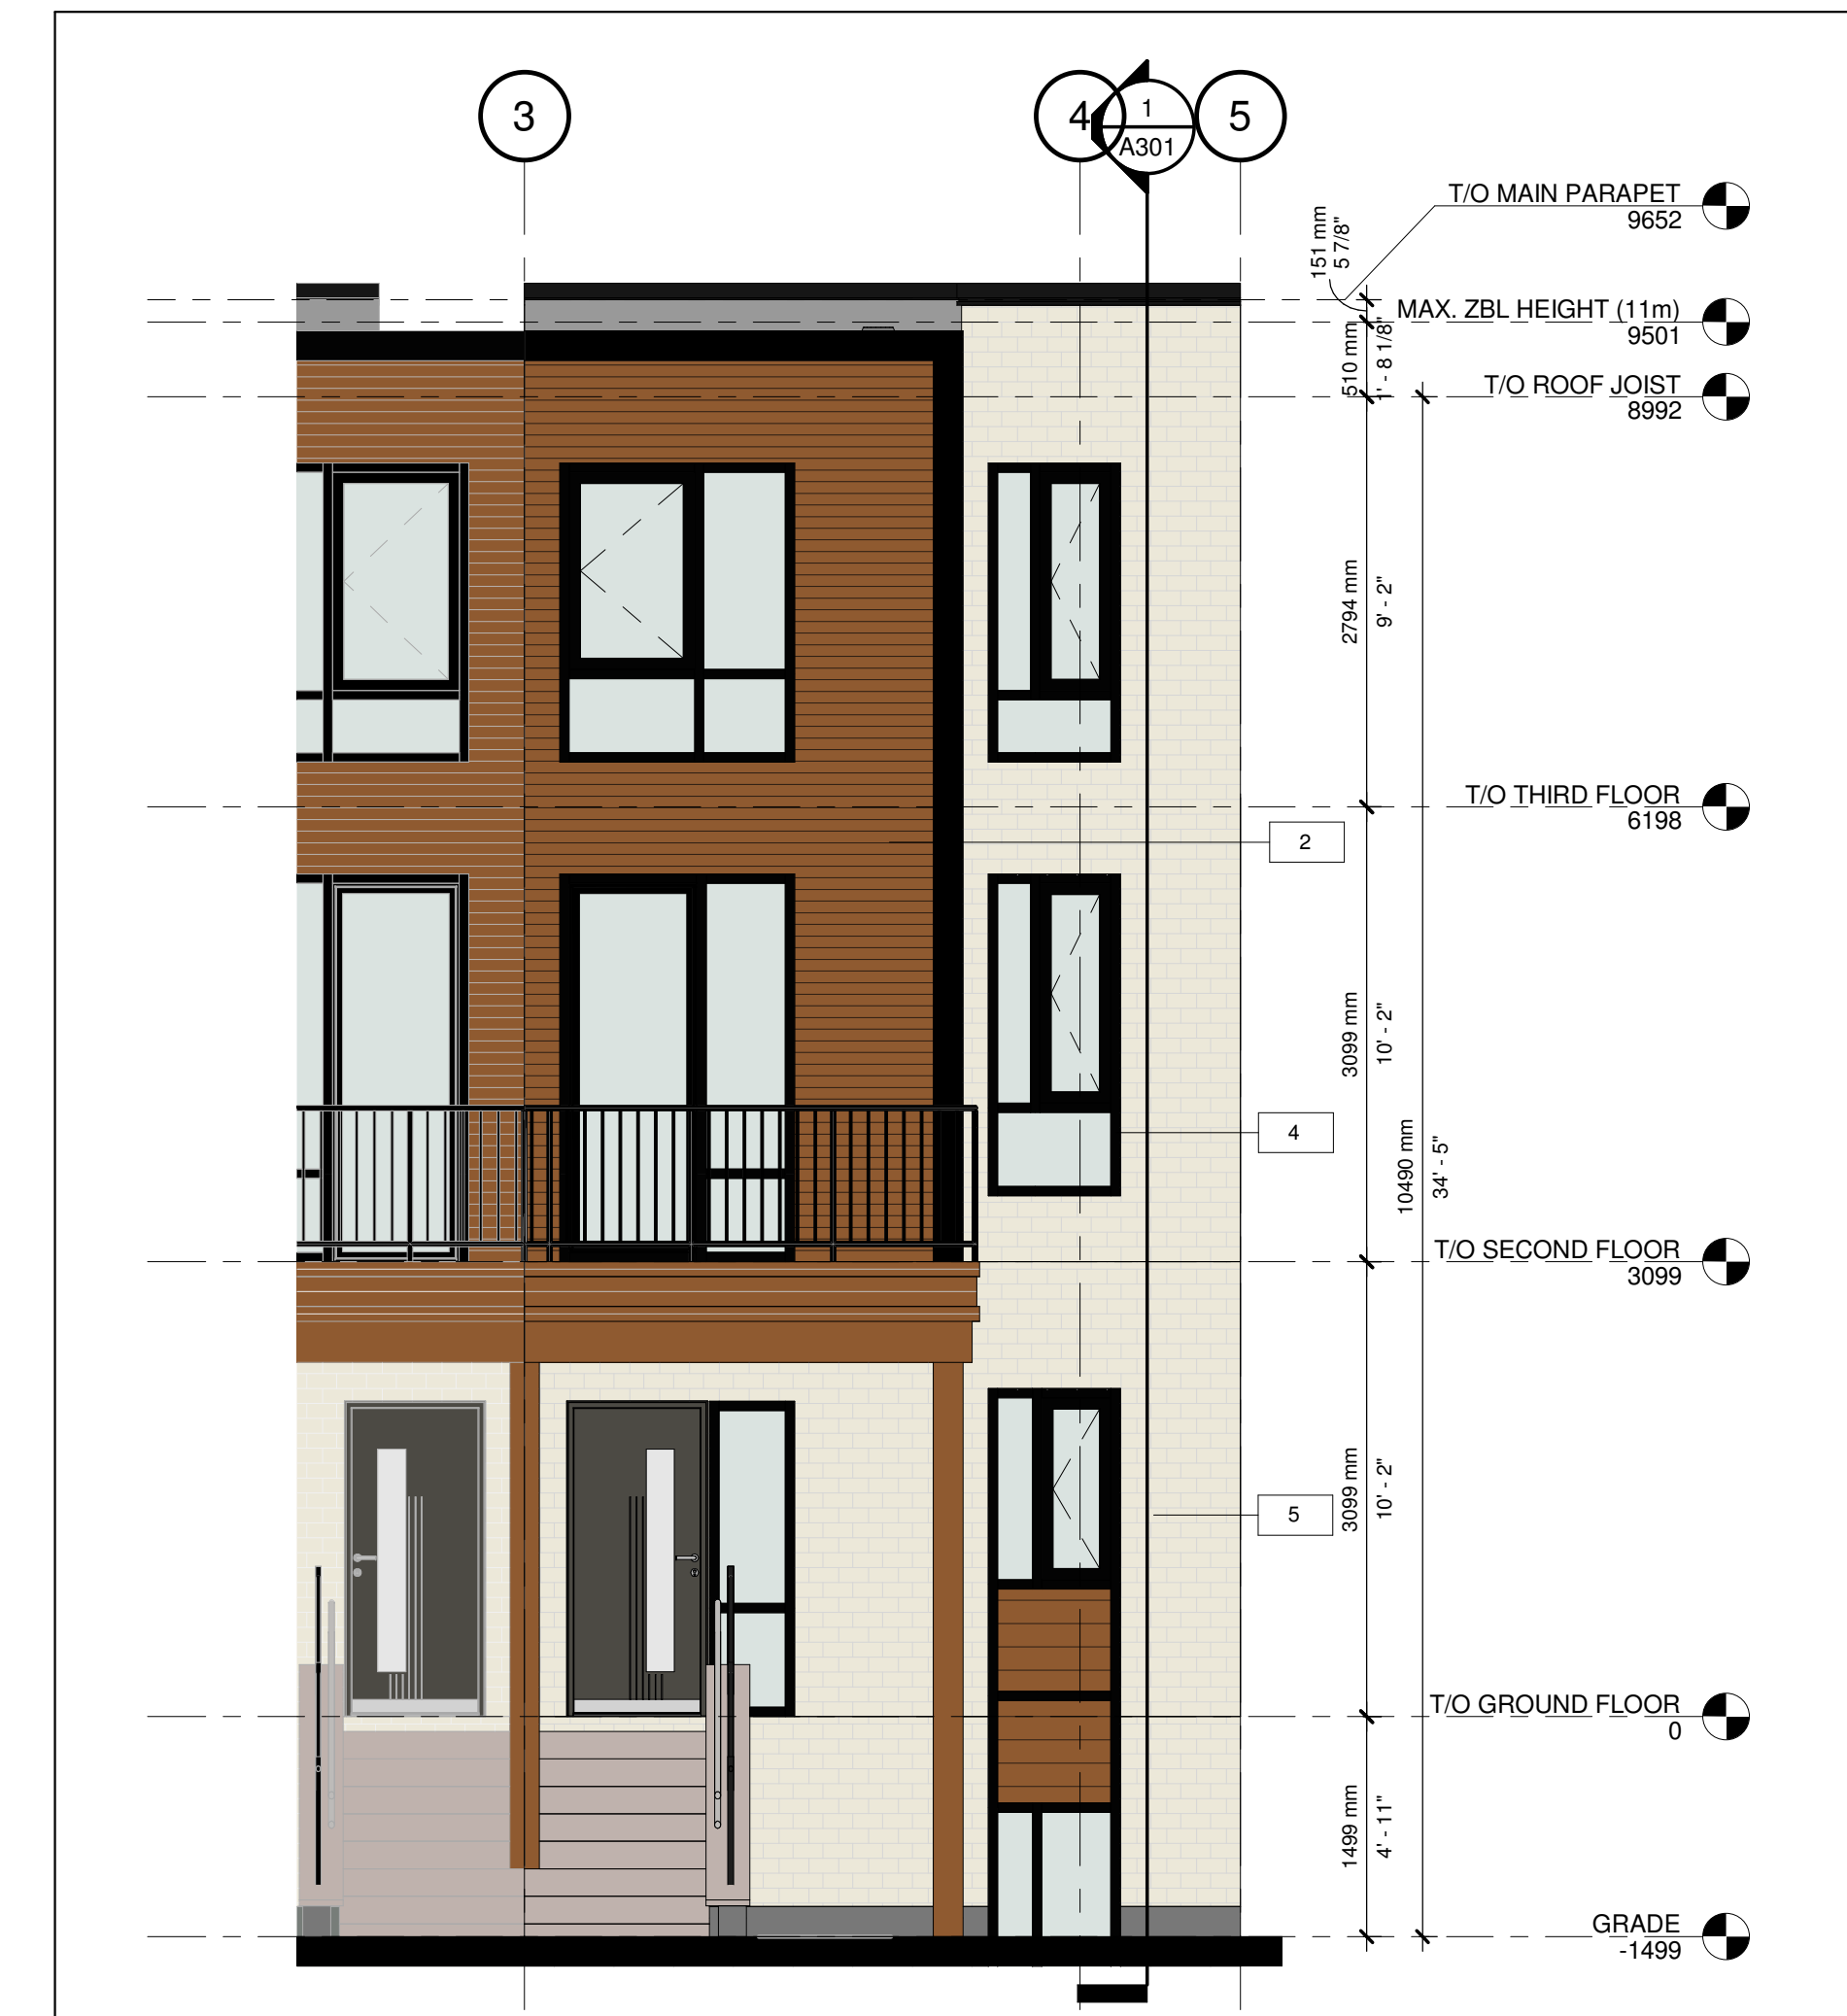 3
4
1
A301
5
T/O MAIN PARAPET
9652
151 mm
5 7/8"
MAX. ZBL HEIGHT (11m)
9501
510 mm
1' - 8 1/8"
T/O ROOF JOIST
8992
2794 mm
9' - 2"
T/O THIRD FLOOR
6198
2
3099 mm
10' - 2"
4
10490 mm
34' - 5"
T/O SECOND FLOOR
3099
3099 mm
10' - 2"
5
T/O GROUND FLOOR
0
1499 mm
4' - 11"
GRADE
-1499